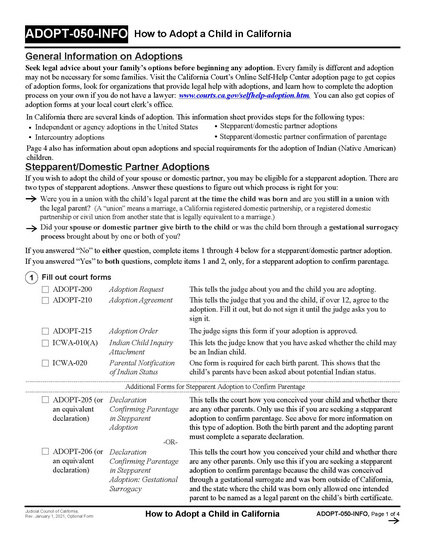 ADOPT-050-INFO How to Adopt a Child in California
General Information on Adoptions
Seek legal advice about your family's options before beginning any adoption. Every family is different and adoption
may not be necessary for some families. Visit the California Court's Online Self-Help adoption page to get copies
of adoption forms, look for organizations that provide legal help with adoptions, and learn how to complete the adoption
process on your own if you do not have a lawyer: www.courts.ca.gov/selfhelp-adoption.htm. You can also get copies of
adoption forms at your local court clerk's office.
In California there are several kinds of adoption. This information sheet provides steps for the following types:
• Independent or agency adoptions in the United States
• Stepparent/domestic partner adoptions
• Intercountry adoptions
• Stepparent/domestic partner confirmation of parentage
Page 4 also has information about open adoptions and special requirements for the adoption of Indian (Native American)
children.
Stepparent/Domestic Partner Adoptions
If you wish to adopt the child of your spouse or domestic partner, you may be eligible for a stepparent adoption. There are
two types of stepparent adoptions. Answer these questions to figure out which process is right for you:
Were you in a union with the child's legal parent at the time the child was born and are you still in a union with
the legal parent? (A "union" means a marriage, a California registered domestic partnership, or a registered domestic
partnership or civil union from another state that is legally equivalent to a marriage.)
Did your spouse or domestic partner give birth to the child or was the child born through a gestational surrogacy
process brought about by one or both of you?
If you answered "No" to either question, complete items 1 through 4 below for a stepparent/domestic partner adoption.
If you answered "Yes" to both questions, complete items 1 and 2, only, for a stepparent adoption to confirm parentage.
1 Fill out court forms
ADOPT-200 Adoption Request This tells the judge about you and the child you are adopting.
ADOPT-210 Adoption Agreement This tells the judge that you and the child, if over 12, agree to the
adoption. Fill it out, but do not sign it until the judge asks you to
sign it.
ADOPT-215 Adoption Order The judge signs this form if your adoption is approved.
ICWA-010(A) Indian Child Inquiry This lets the judge know that you have asked whether the child may
Attachment be an Indian child.
ICWA-020 Parental Notification One form is required for each birth parent. This shows that the
of Indian Status child's parents have been asked about potential Indian status.
Additional Forms for Stepparent Adoption to Confirm Parentage
ADOPT-205 (or Declaration This tells the court how you conceived your child and whether there
an equivalent Confirming Parentage are any other parents. Only use this if you are seeking a stepparent
declaration) in Stepparent adoption to confirm parentage. See above for more information on
Adoption this type of adoption. Both the birth parent and the adopting parent
must complete a separate declaration.
-OR-
ADOPT-206 (or Declaration This tells the court how you conceived your child and whether there
an equivalent Confirming Parentage are any other parents. Only use this if you are seeking a stepparent
declaration) in Stepparent adoption to confirm parentage because the child was conceived
Adoption: Gestational through a gestational surrogate and was born outside of California,
Surrogacy and the state where the child was born only allowed one intended
parent to be named as a legal parent on the child's birth certificate.
Judicial Council of California,
Rev. January 1, 2021, Optional Form
How to Adopt a Child in California
ADOPT-050-INFO, Page 1 of 4